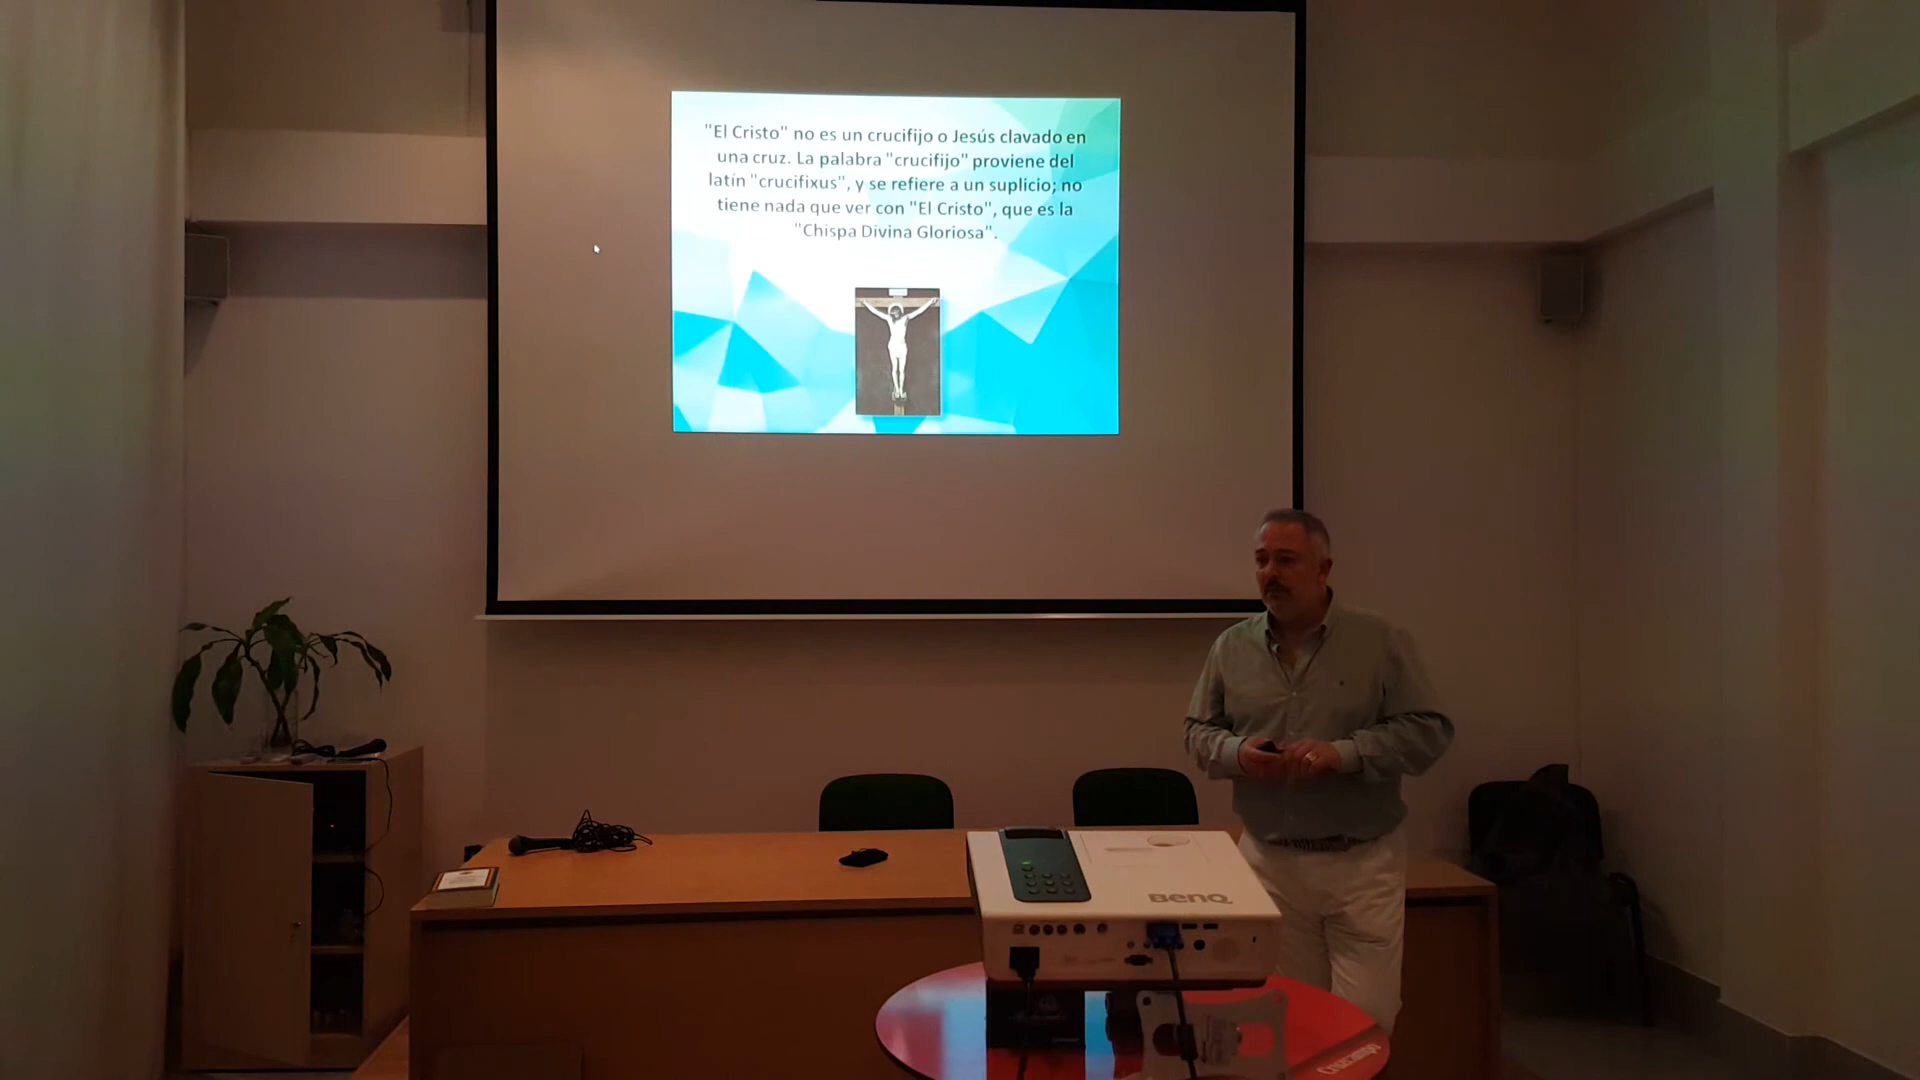 "El Cristo" no es un crucifijo o Jesús clavado en
una cruz. La palabra "crucifijo" proviene del
latín "crucifixus", y se refiere a un suplicio; no
tiene nada que ver con "El Cristo", que es la
"Chispa Divina Gloriosa".
BenQ
Cruzcampo